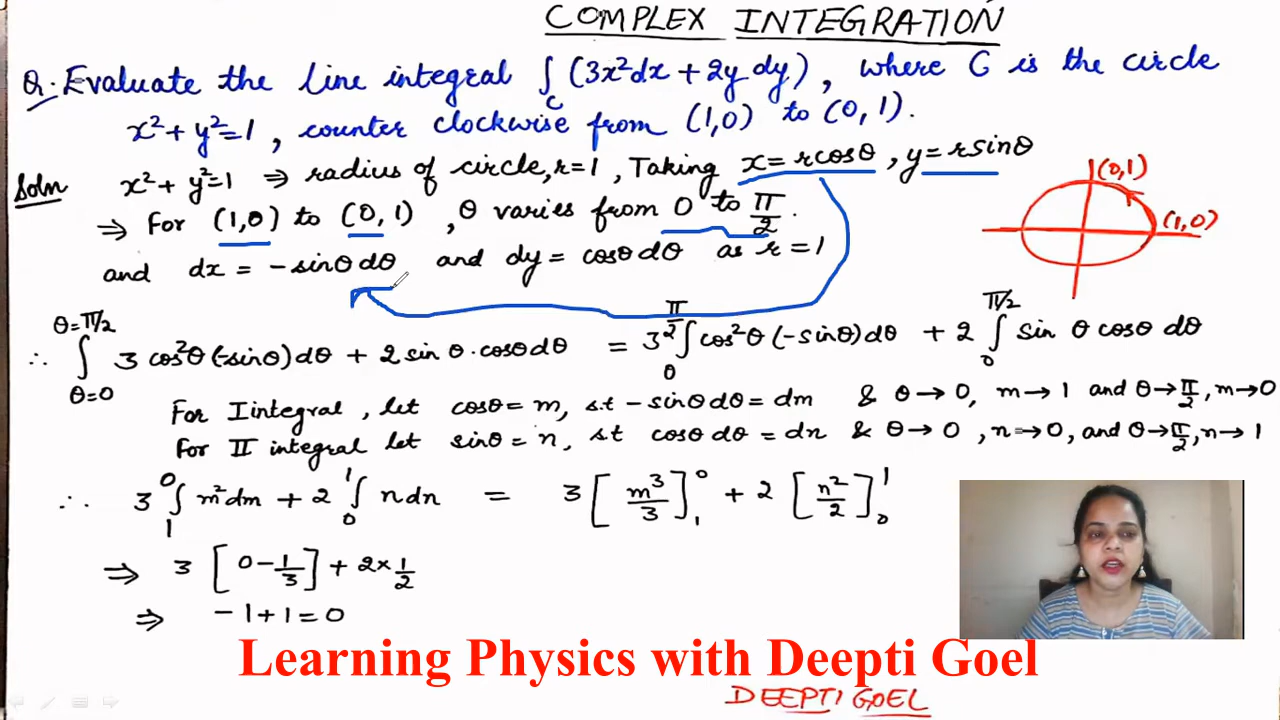 COMPLEX INTEGRATION
Q. Evaluate the line integral ∫_C (3x²dx + 2y dy), where C is the circle
x² + y² = 1, counter clockwise from (1,0) to (0,1).
Soln x² + y² = 1 ⇒ radius of circle, r = 1, Taking x = r cosθ, y = r sinθ
⇒ For (1,0) to (0,1), θ varies from 0 to π/2.
and dx = -sinθ dθ and dy = cosθ dθ as r = 1
(0,1)
(1,0)
∴ ∫_{θ=0}^{θ=π/2} 3 cos²θ (-sinθ) dθ + 2 sin θ · cosθ dθ = 3 ∫_0^{π/2} cos²θ (-sinθ) dθ + 2 ∫_0^{π/2} sin θ cosθ dθ
For I integral, let cosθ = m, s.t - sinθ dθ = dm & θ → 0, m → 1 and θ → π/2, m → 0
For II integral let sinθ = n, s.t cosθ dθ = dn & θ → 0, n → 0, and θ → π/2, n → 1
∴ 3 ∫_1^0 m² dm + 2 ∫_0^1 n dn = 3 [m³/3]_1^0 + 2 [n²/2]_0^1
⇒ 3 [0 - 1/3] + 2 × 1/2
⇒ - 1 + 1 = 0
Learning Physics with Deepti Goel
DEEPTI GOEL